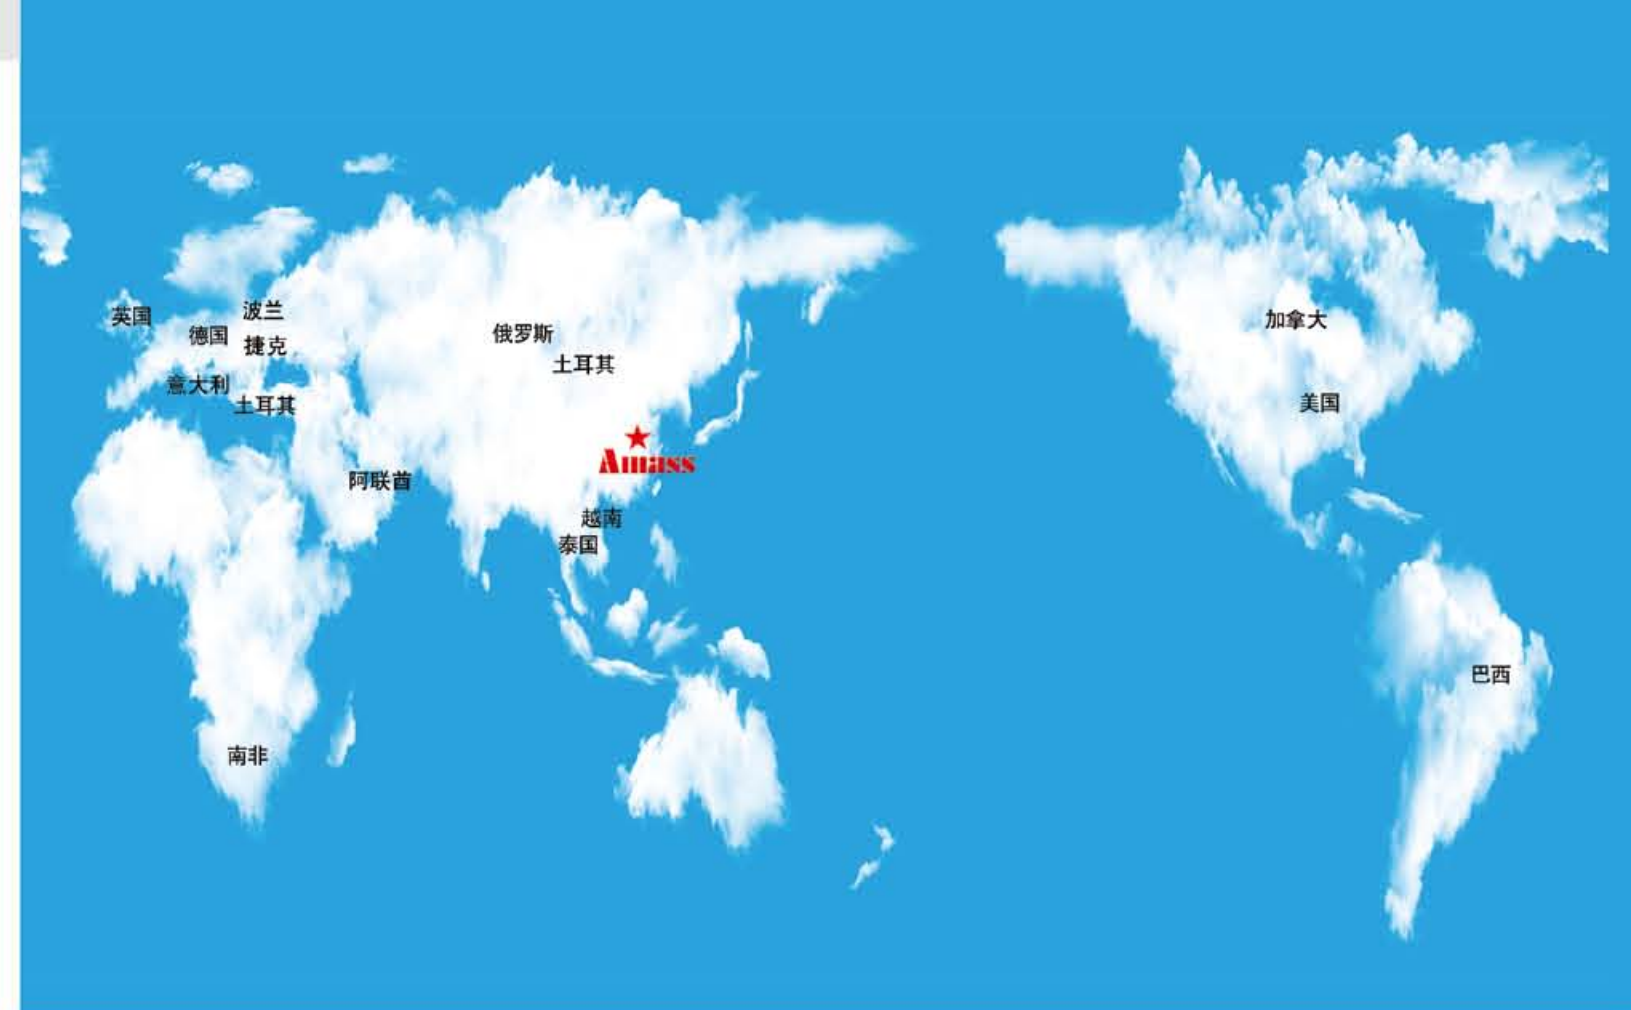 英国
波兰
德国
捷克
意大利
土耳其
俄罗斯
土耳其
Amass
阿联酋
越南
泰国
南非
加拿大
美国
巴西